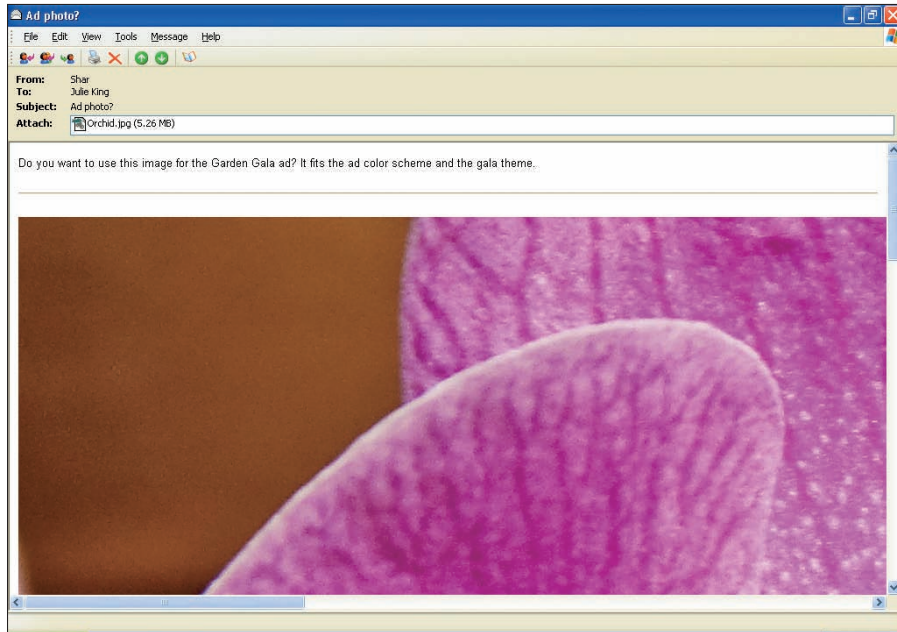 Ad photo?
File Edit View Tools Message Help
From: Shar
To: Julie King
Subject: Ad photo?
Attach: Orchid.jpg (5.26 MB)
Do you want to use this image for the Garden Gala ad? It fits the ad color scheme and the gala theme.